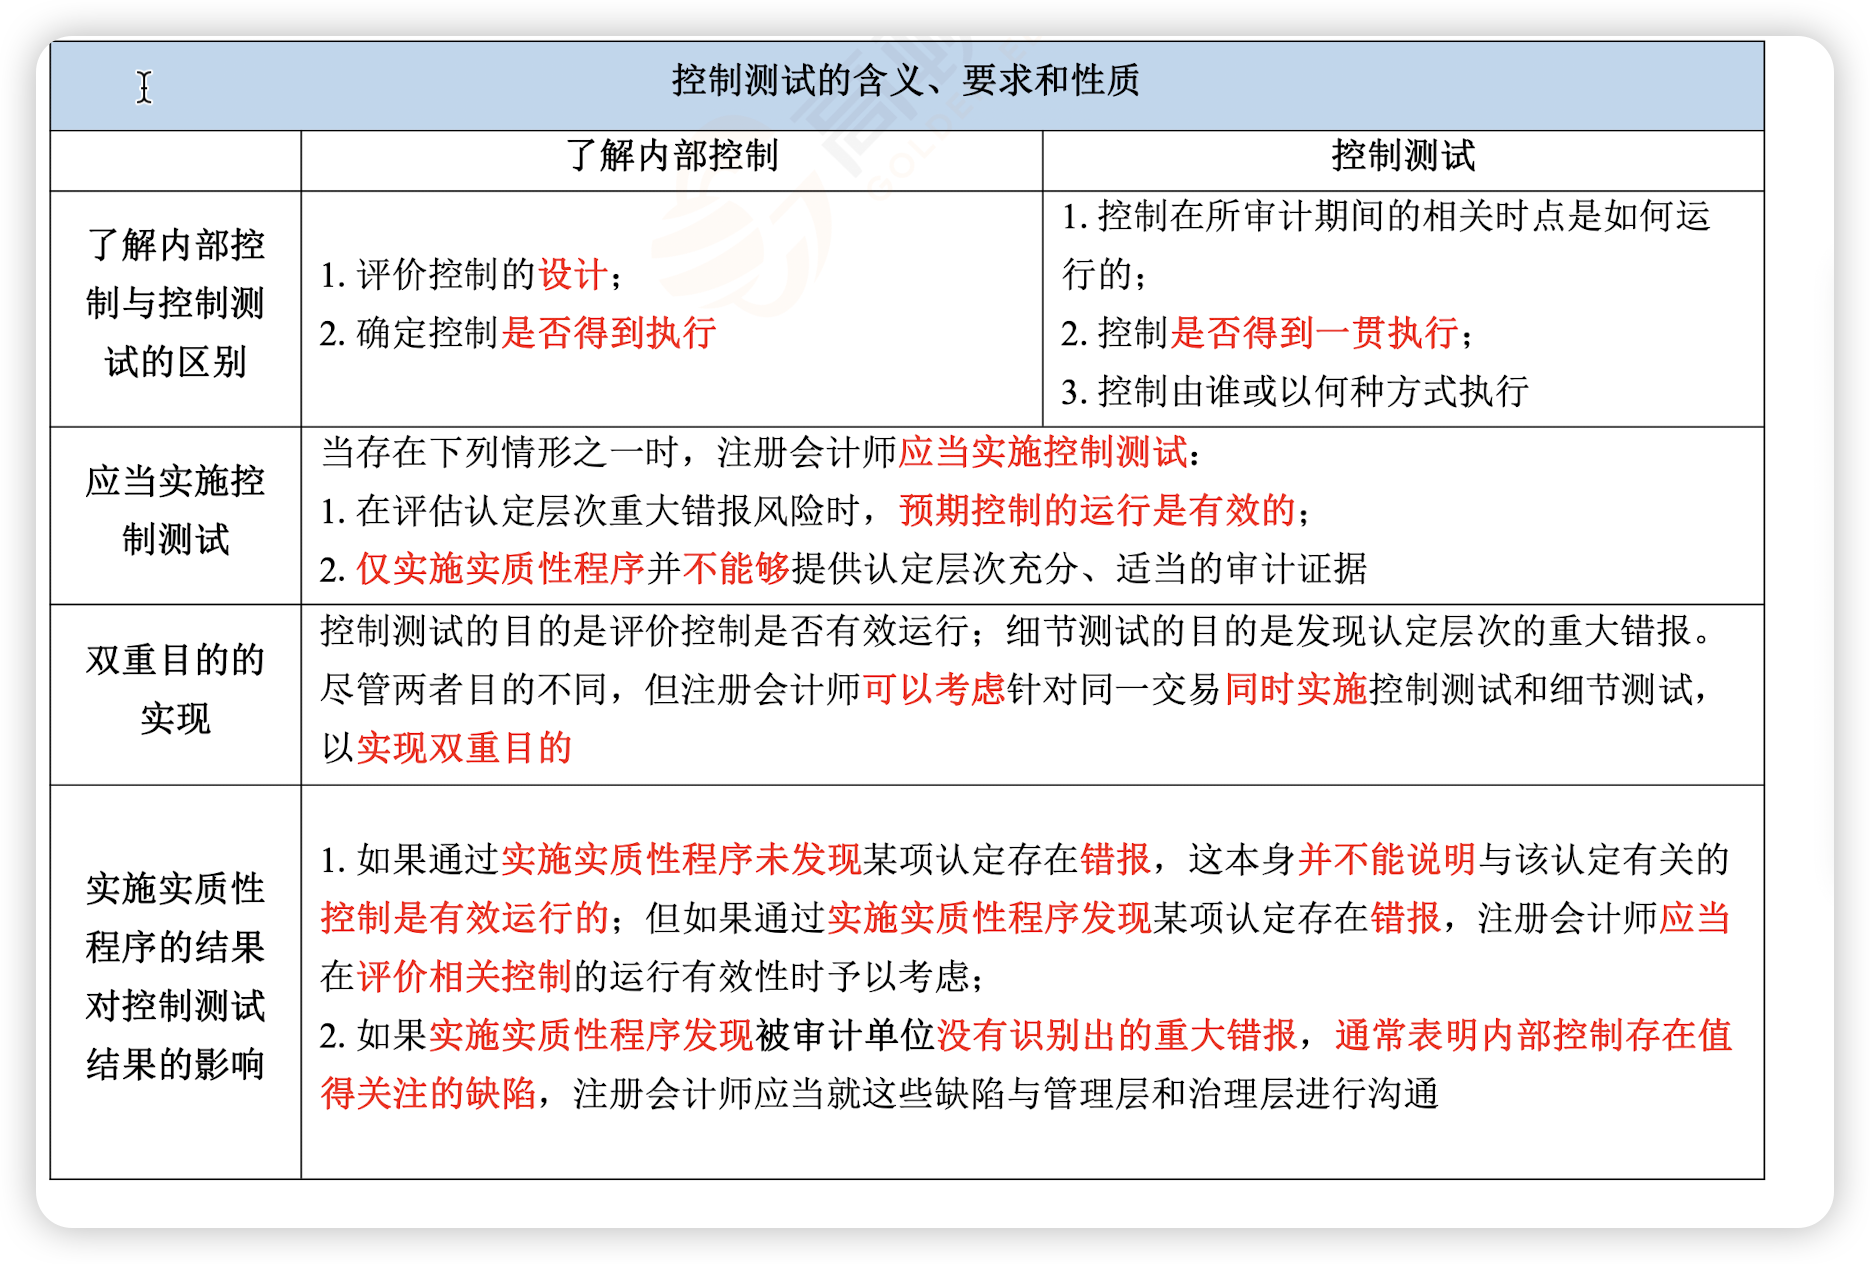 控制测试的含义、要求和性质
了解内部控制
控制测试
了解内部控
制与控制测
试的区别
1. 评价控制的设计；
2. 确定控制是否得到执行
1. 控制在所审计期间的相关时点是如何运
行的；
2. 控制是否得到一贯执行；
3. 控制由谁或以何种方式执行
应当实施控
制测试
当存在下列情形之一时，注册会计师应当实施控制测试：
1. 在评估认定层次重大错报风险时，预期控制的运行是有效的；
2. 仅实施实质性程序并不能够提供认定层次充分、适当的审计证据
双重目的的
实现
控制测试的目的是评价控制是否有效运行；细节测试的目的是发现认定层次的重大错报。
尽管两者目的不同，但注册会计师可以考虑针对同一交易同时实施控制测试和细节测试，
以实现双重目的
实施实质性
程序的结果
对控制测试
结果的影响
1. 如果通过实施实质性程序未发现某项认定存在错报，这本身并不能说明与该认定有关的
控制是有效运行的；但如果通过实施实质性程序发现某项认定存在错报，注册会计师应当
在评价相关控制的运行有效性时予以考虑；
2. 如果实施实质性程序发现被审计单位没有识别出的重大错报，通常表明内部控制存在值
得关注的缺陷，注册会计师应当就这些缺陷与管理层和治理层进行沟通